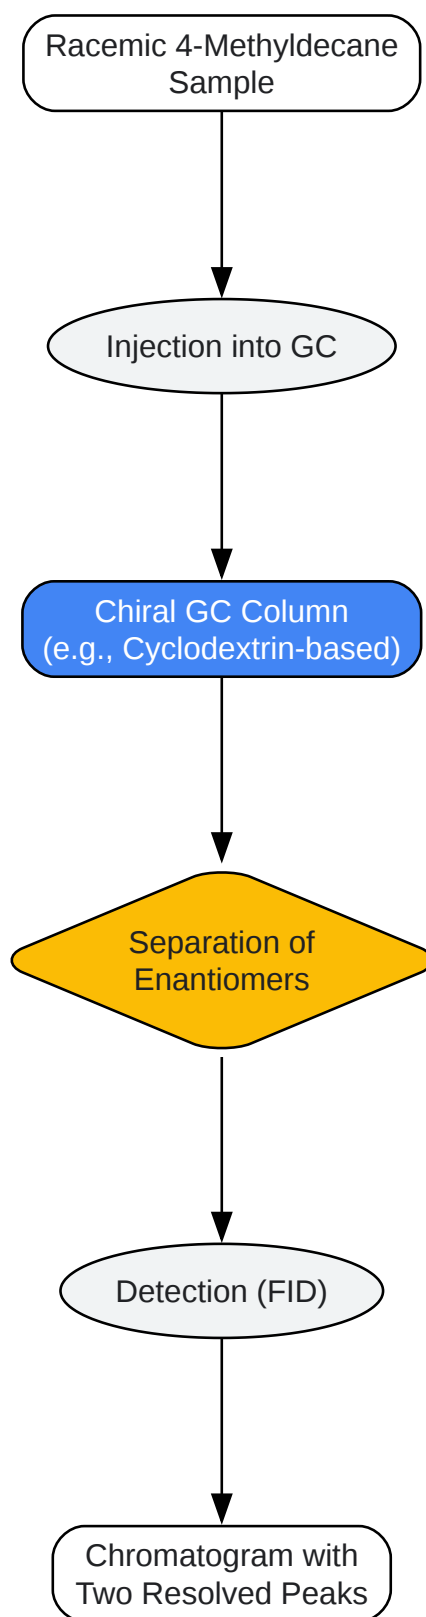 Racemic 4-Methyldecane
Sample
Injection into GC
Chiral GC Column
(e.g., Cyclodextrin-based)
Separation of
Enantiomers
Detection (FID)
Chromatogram with
Two Resolved Peaks